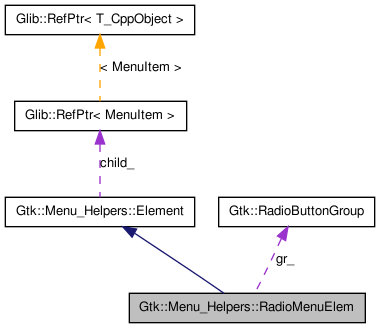 Glib::RefPtr< T_CppObject >
< MenuItem >
Glib::RefPtr< MenuItem >
child_
Gtk::Menu_Helpers::Element
Gtk::RadioButtonGroup
gr_
Gtk::Menu_Helpers::RadioMenuElem